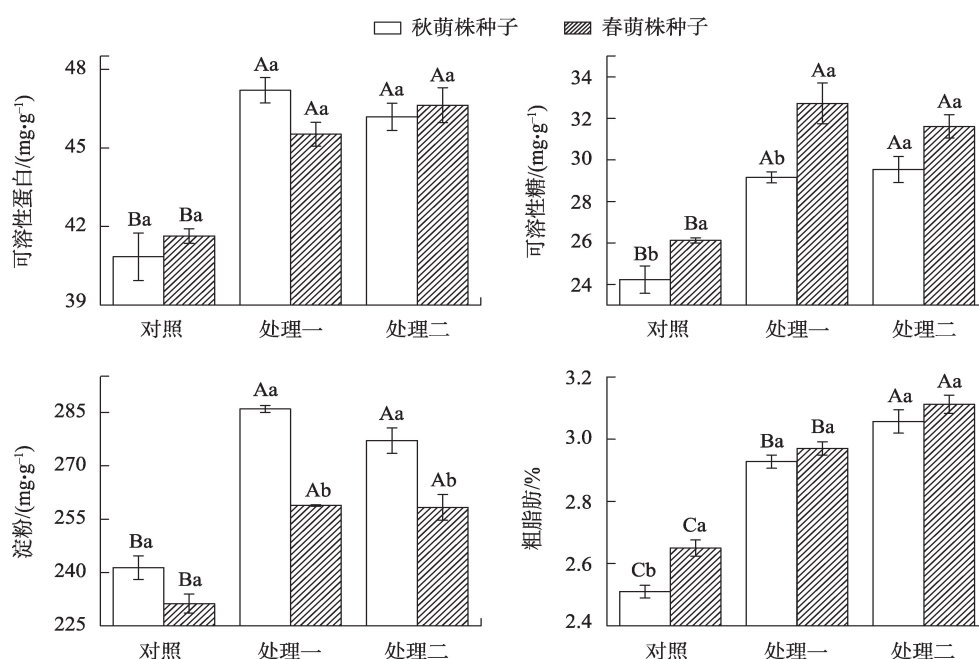 秋萌株种子 春萌株种子
可溶性蛋白/(mg·g⁻¹)
48
45
42
39
Ba Ba Aa Aa Aa Aa
对照 处理一 处理二
可溶性糖/(mg·g⁻¹)
34
32
30
28
26
24
Bb Ba Ab Aa Aa Aa
对照 处理一 处理二
淀粉/(mg·g⁻¹)
285
270
255
240
225
Ba Ba Aa Ab Aa Ab
对照 处理一 处理二
粗脂肪/%
3.2
3.0
2.8
2.6
2.4
Cb Ca Ba Ba Aa Aa
对照 处理一 处理二